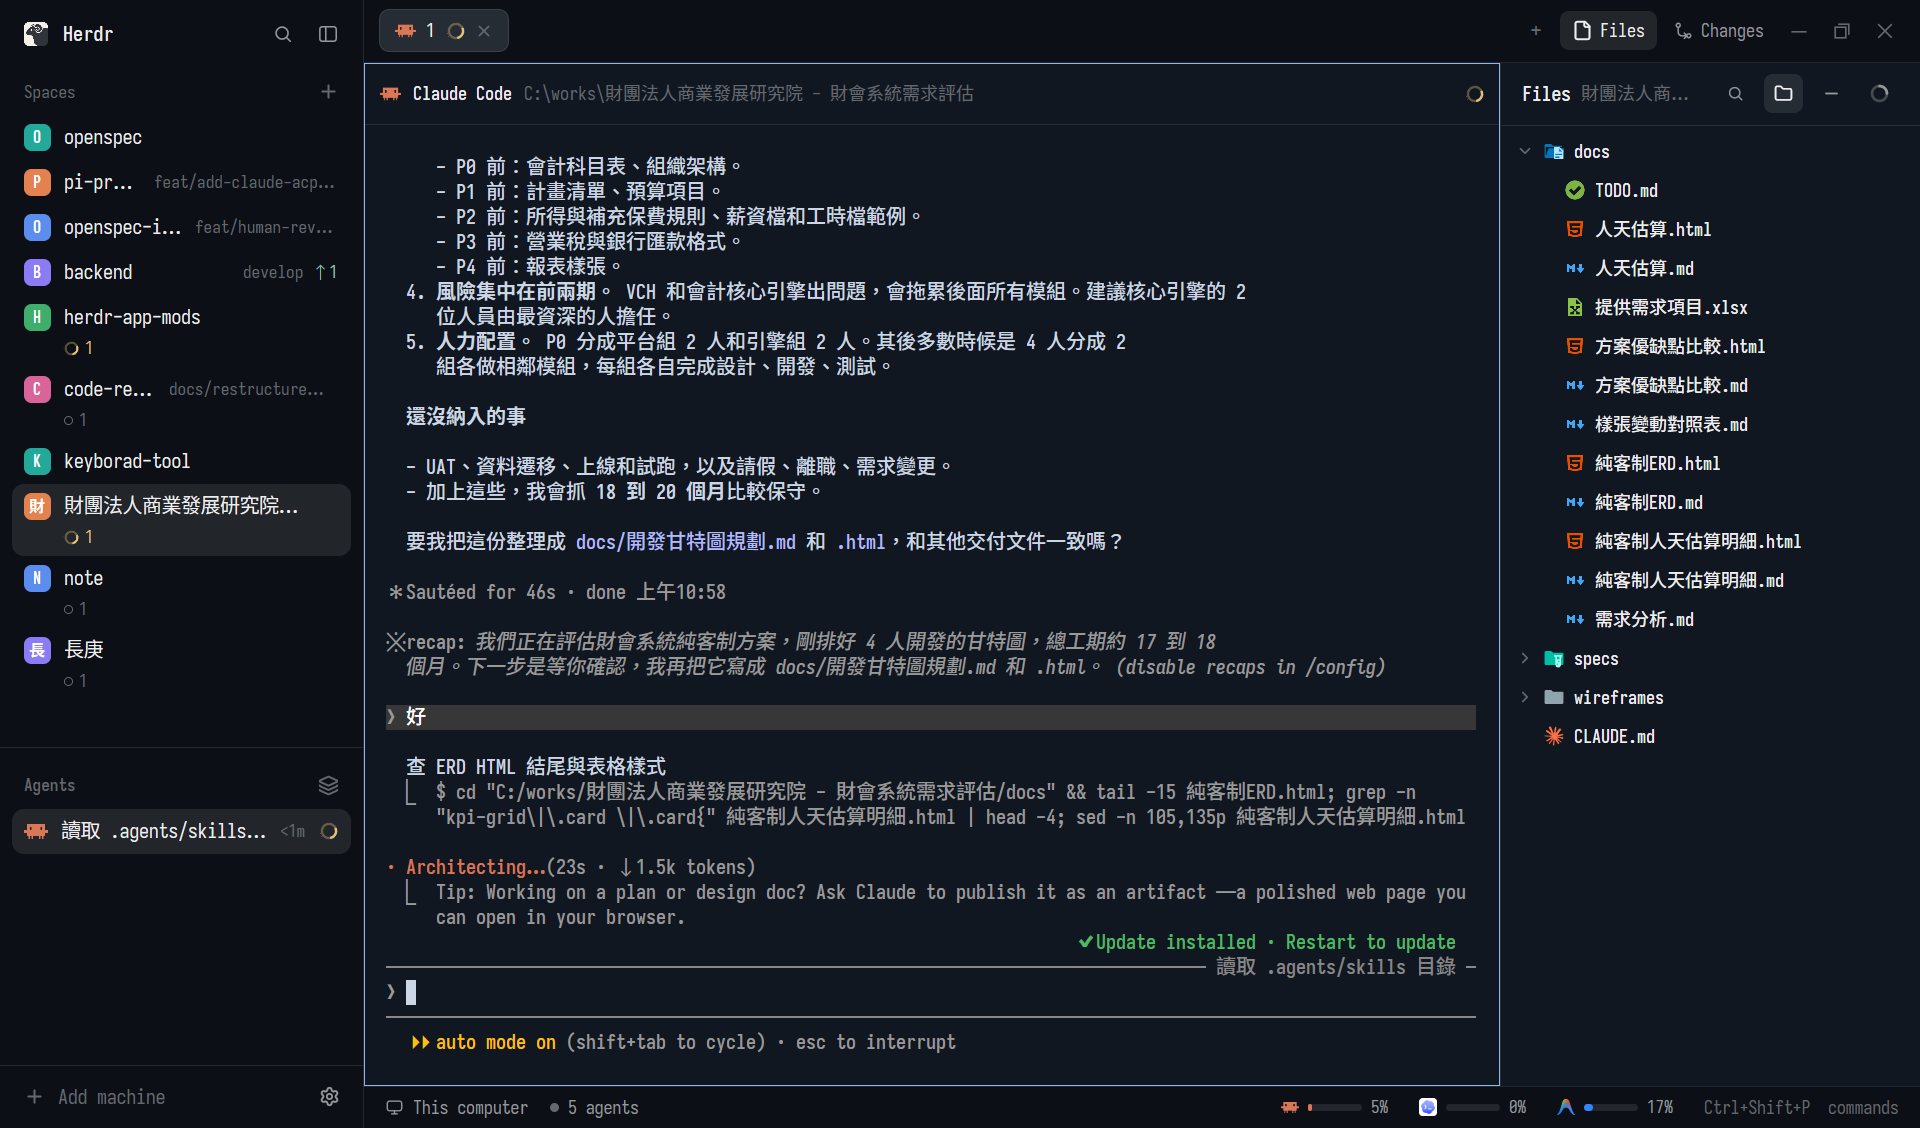 Herdr
Spaces
O openspec
P pi-pr... feat/add-claude-acp...
O openspec-i... feat/human-rev...
B backend develop ↑1
H herdr-app-mods
1
C code-re... docs/restructure...
1
K keyborad-tool
財 財團法人商業發展研究院...
1
N note
1
長 長庚
1
Agents
讀取 .agents/skills... <1m
+ Add machine
1
+ Files Changes
Claude Code C:\works\財團法人商業發展研究院 - 財會系統需求評估
- P0 前：會計科目表、組織架構。
- P1 前：計畫清單、預算項目。
- P2 前：所得與補充保費規則、薪資檔和工時檔範例。
- P3 前：營業稅與銀行匯款格式。
- P4 前：報表樣張。
4. 風險集中在前兩期。 VCH 和會計核心引擎出問題，會拖累後面所有模組。建議核心引擎的 2
位人員由最資深的人擔任。
5. 人力配置。 P0 分成平台組 2 人和引擎組 2 人。其後多數時候是 4 人分成 2
組各做相鄰模組，每組各自完成設計、開發、測試。
還沒納入的事
- UAT、資料遷移、上線和試跑，以及請假、離職、需求變更。
- 加上這些，我會抓 18 到 20 個月比較保守。
要我把這份整理成 docs/開發甘特圖規劃.md 和 .html，和其他交付文件一致嗎？
✻Sautéed for 46s · done 上午10:58
※recap: 我們正在評估財會系統純客制方案，剛排好 4 人開發的甘特圖，總工期約 17 到 18
個月。下一步是等你確認，我再把它寫成 docs/開發甘特圖規劃.md 和 .html。 (disable recaps in /config)
❯ 好
查 ERD HTML 結尾與表格樣式
$ cd "C:/works/財團法人商業發展研究院 - 財會系統需求評估/docs" && tail -15 純客制ERD.html; grep -n
"kpi-grid\|\.card \|\.card{" 純客制人天估算明細.html | head -4; sed -n 105,135p 純客制人天估算明細.html
· Architecting…(23s · ↓1.5k tokens)
Tip: Working on a plan or design doc? Ask Claude to publish it as an artifact ——a polished web page you
can open in your browser.
✔Update installed · Restart to update
讀取 .agents/skills 目錄
❯
⏵⏵auto mode on (shift+tab to cycle) · esc to interrupt
Files 財團法人商...
docs
TODO.md
人天估算.html
人天估算.md
提供需求項目.xlsx
方案優缺點比較.html
方案優缺點比較.md
樣張變動對照表.md
純客制ERD.html
純客制ERD.md
純客制人天估算明細.html
純客制人天估算明細.md
需求分析.md
specs
wireframes
CLAUDE.md
This computer 5 agents 5% 0% 17% Ctrl+Shift+P commands